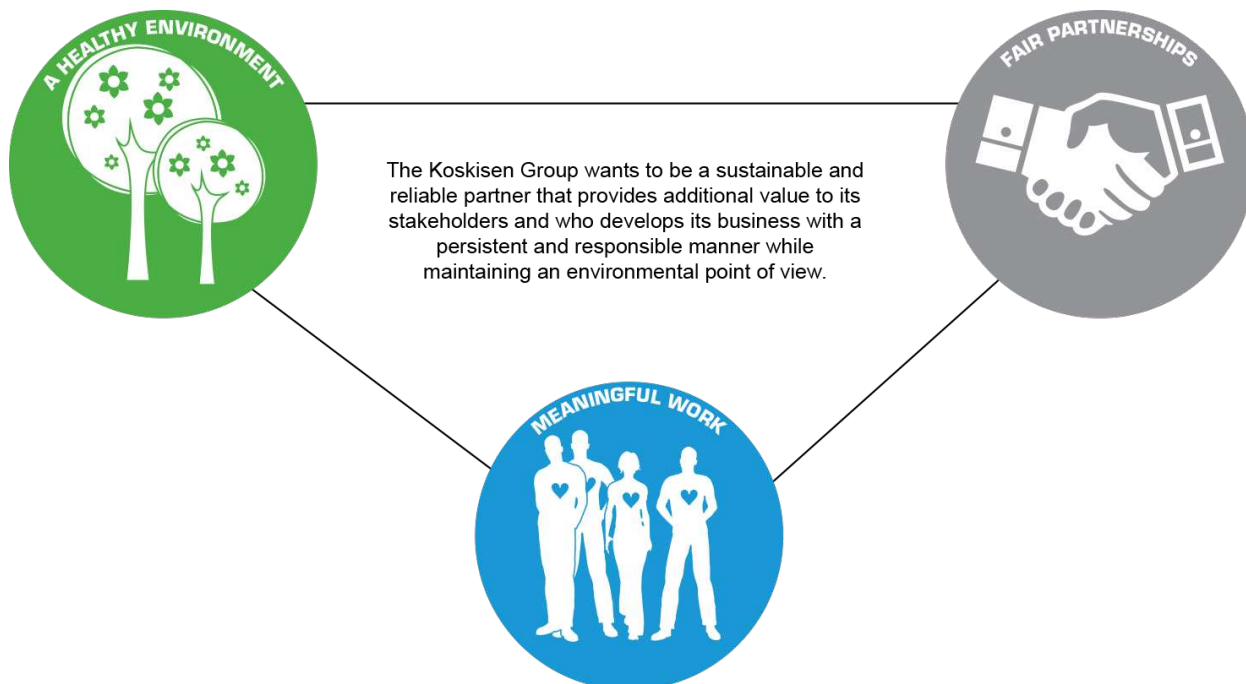 A HEALTHY ENVIRONMENT
FAIR PARTNERSHIPS
The Koskisen Group wants to be a sustainable and
reliable partner that provides additional value to its
stakeholders and who develops its business with a
persistent and responsible manner while
maintaining an environmental point of view.
MEANINGFUL WORK